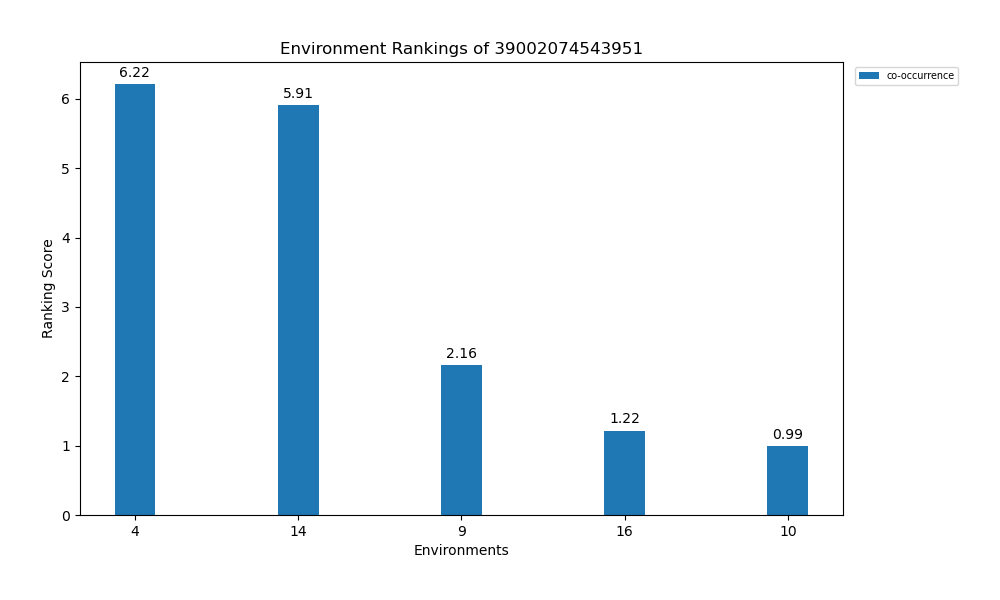 Environment Rankings of 39002074543951
co-occurrence
6.22
5.91
2.16
1.22
0.99
Ranking Score
6
5
4
3
2
1
0
4 14 9 16 10
Environments